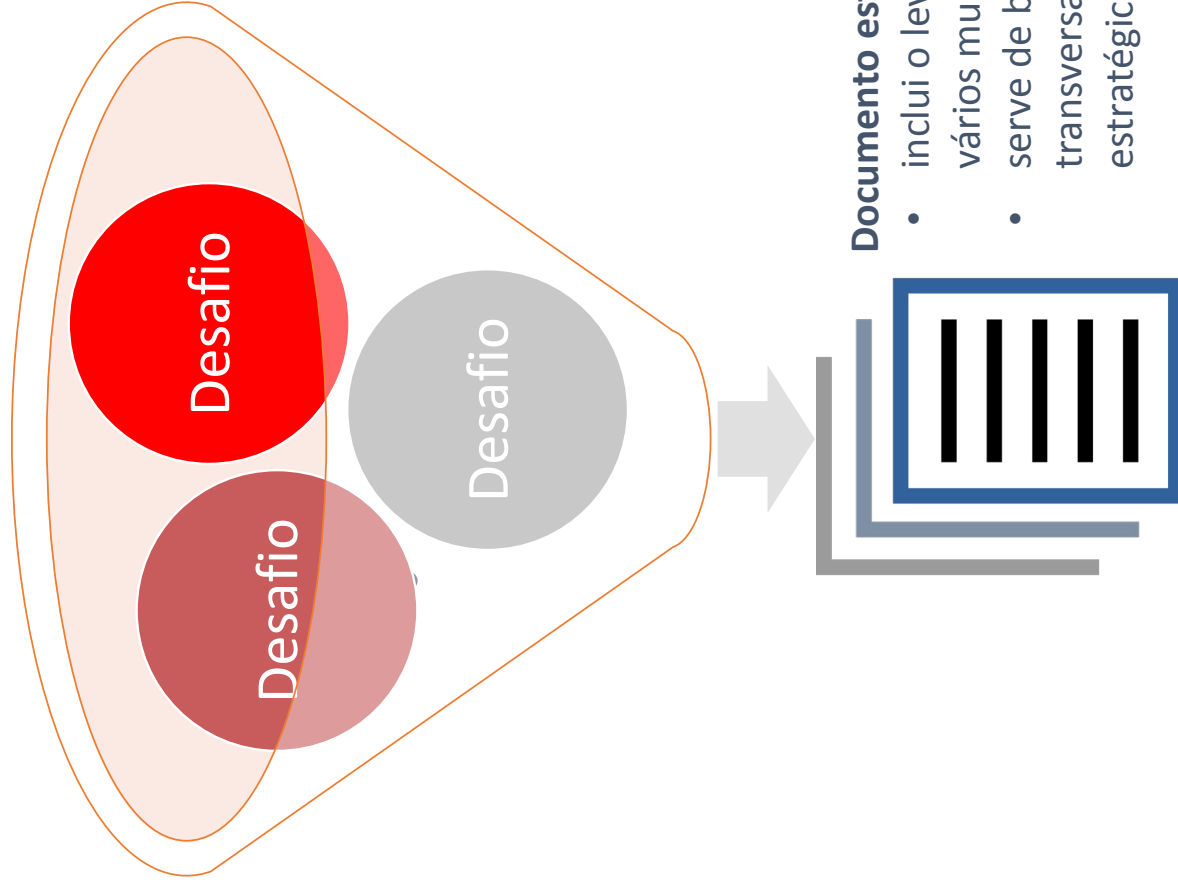 Desafio
Desafio
Desafio
Documento es
• inclui o lev
vários mu
• serve de b
transversa
estratégic